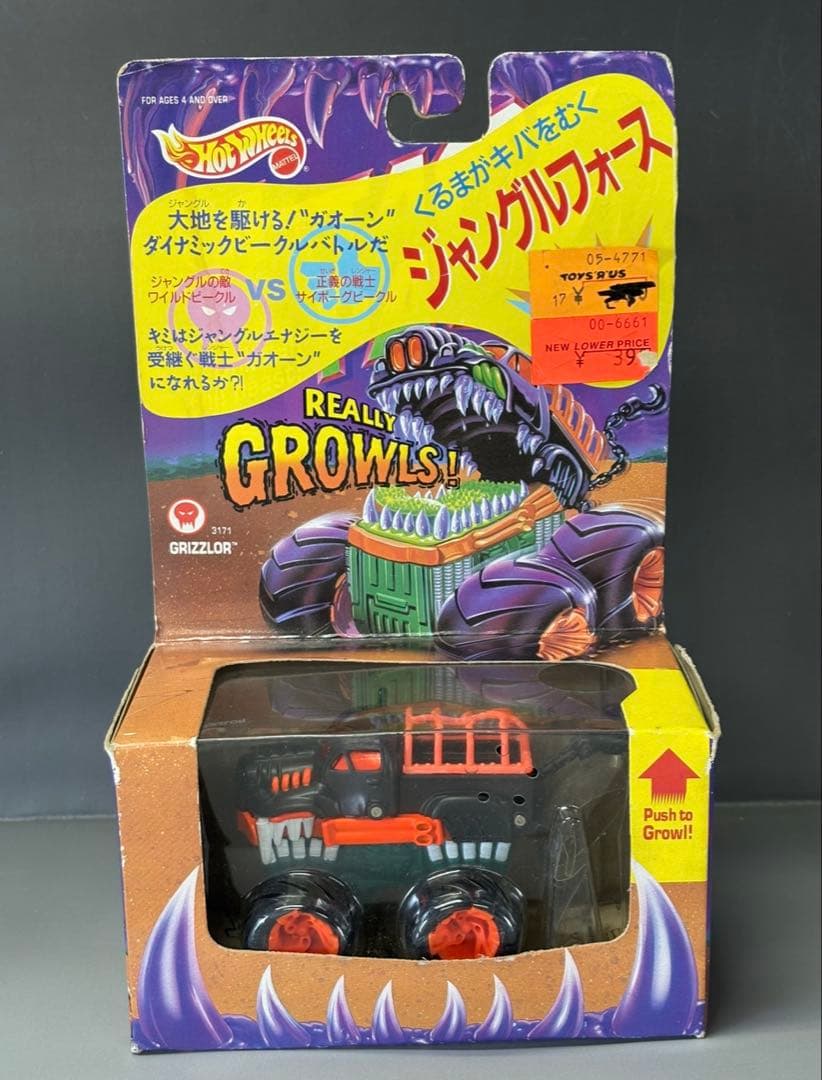 FOR AGES 4 AND OVER
HOT WHEELS
MATTEL
くるまがキバをむく
ジャングルフォース
ジャングル か
大地を駆ける!"ガオーン"
ダイナミックビークルバトルだ
ジャングルの敵
ワイルドビークル
VS
正義の戦士
サイボーグビークル
キミはジャングルエナジーを
受継ぐ戦士"ガオーン"
になれるか?!
05-4771
TOYS "R" US
17 ¥
00-6661
NEW LOWER PRICE
¥ 39
REALLY
GROWLS!
3171
GRIZZLOR™
Push to
Growl!